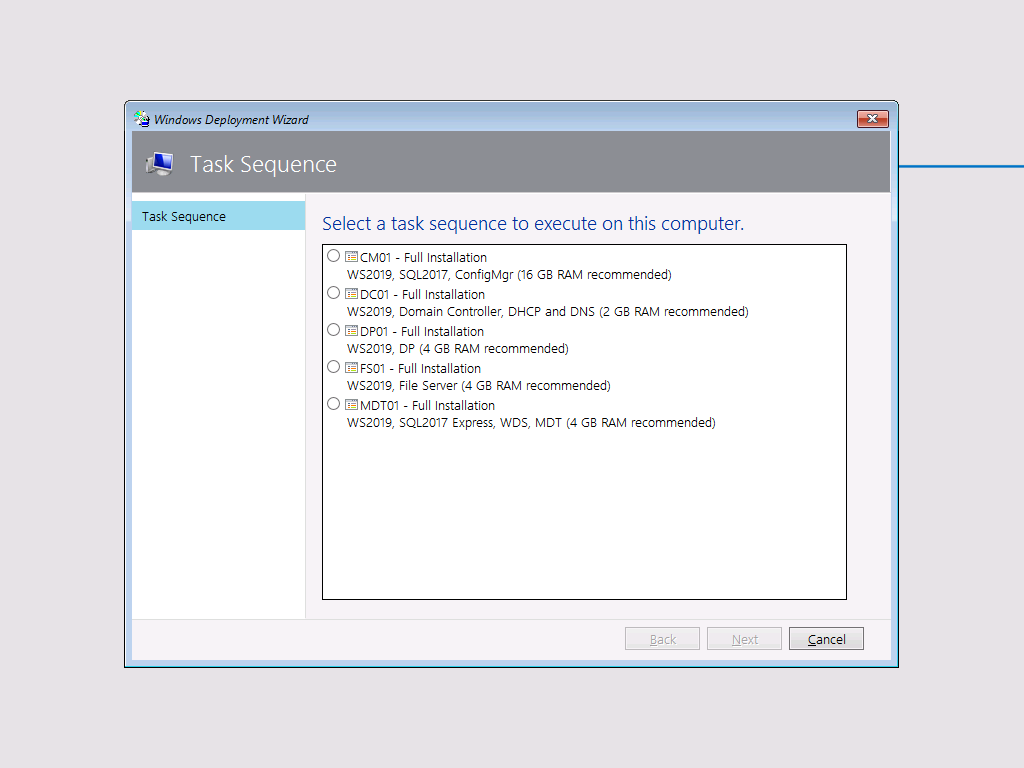 Windows Deployment Wizard
Task Sequence
Task Sequence
Select a task sequence to execute on this computer.
CM01 - Full Installation
WS2019, SQL2017, ConfigMgr (16 GB RAM recommended)
DC01 - Full Installation
WS2019, Domain Controller, DHCP and DNS (2 GB RAM recommended)
DP01 - Full Installation
WS2019, DP (4 GB RAM recommended)
FS01 - Full Installation
WS2019, File Server (4 GB RAM recommended)
MDT01 - Full Installation
WS2019, SQL2017 Express, WDS, MDT (4 GB RAM recommended)
Back Next Cancel